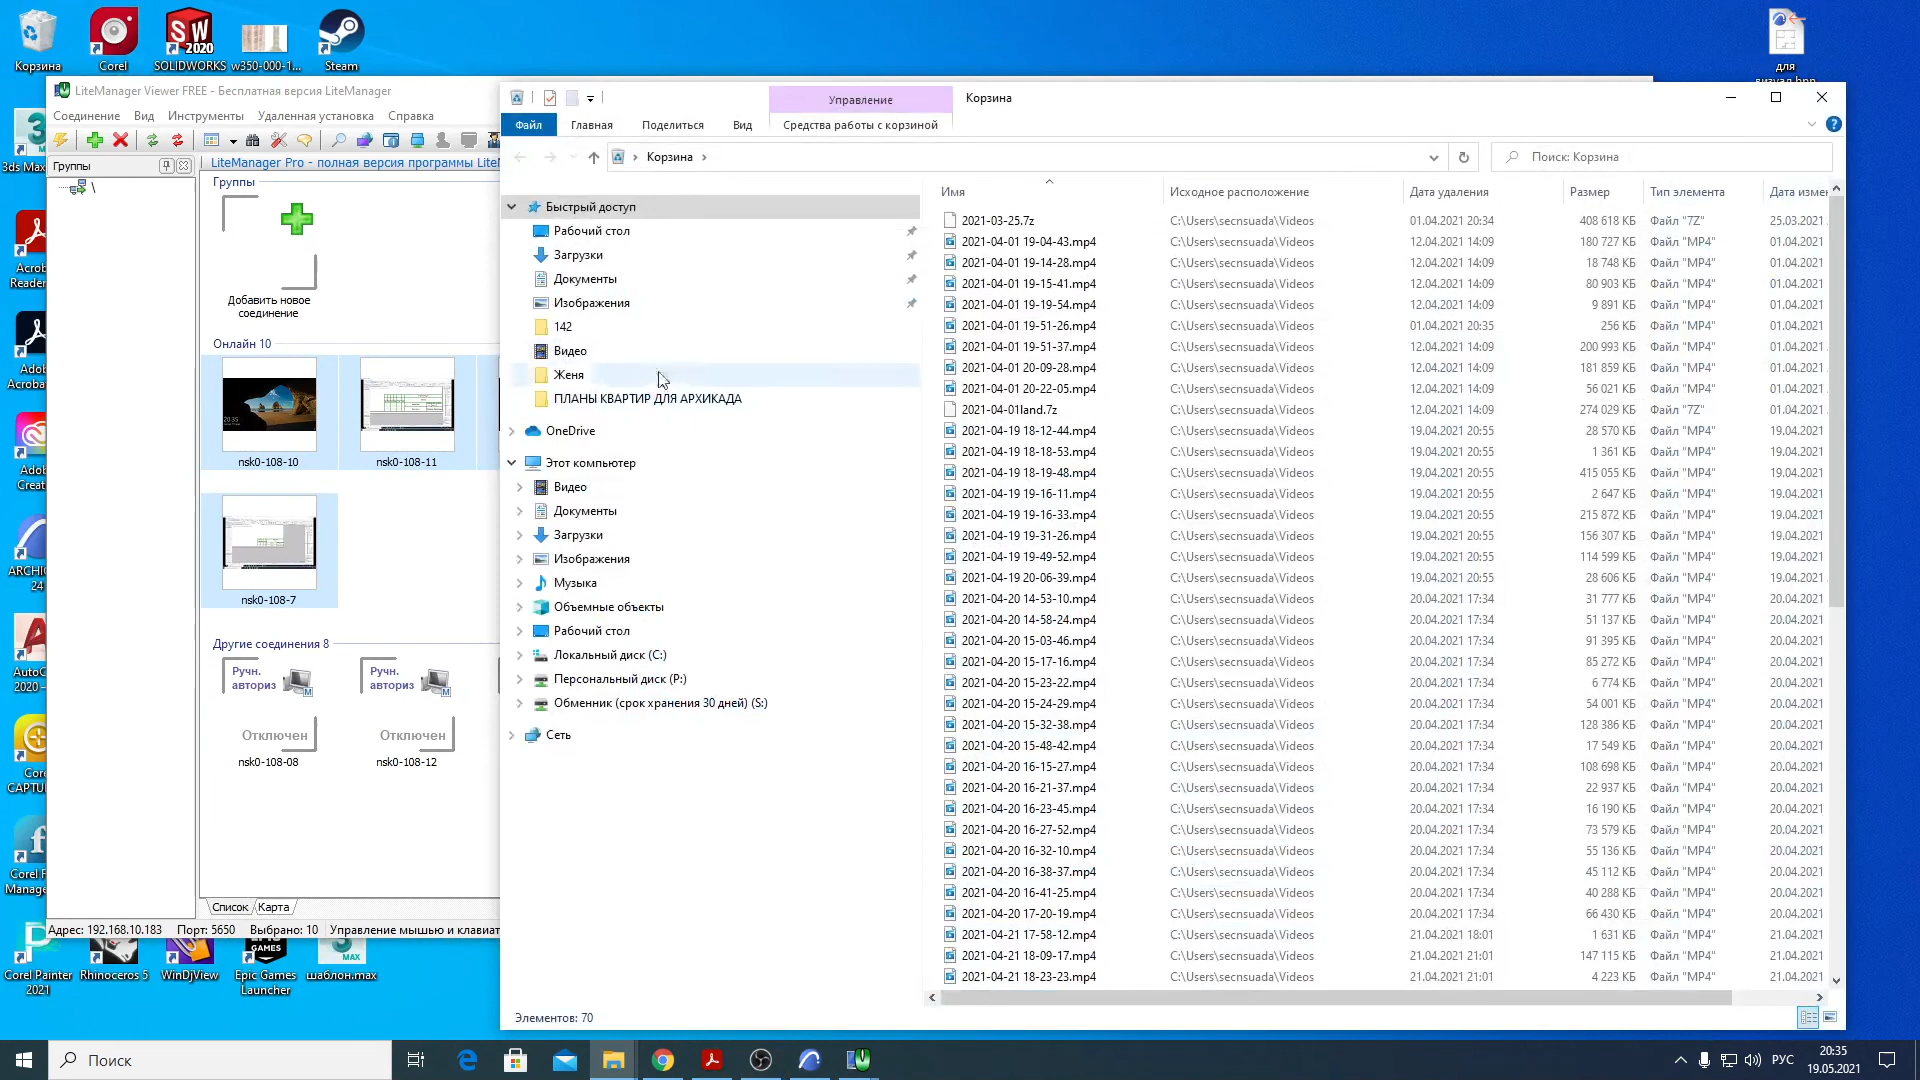 Корзина
Corel
SOLIDWORKS
w350-000-1...
Steam
для
SW
2020
LiteManager Viewer FREE - Бесплатная версия LiteManager
Соединение Вид Инструменты Удаленная установка Справка
Группы
\
LiteManager Pro - полная версия программы
Группы
Добавить новое
соединение
Онлайн 10
20:35
nsk0-108-10
nsk0-108-11
nsk0-108-7
Другие соединения 8
Ручн.
авториз
M
Ручн.
авториз
M
Отключен
Отключен
nsk0-108-08
nsk0-108-12
Список
Карта
Адрес: 192.168.10.183 Порт: 5650 Выбрано: 10 Управление мышью и клавиат
3ds Max
Acro
Reader
Ado
Acroba
Ado
Creat
ARCHIC
24
AutoC
2020 –
Core
CAPTUR
Corel F
Manage
Corel Painter
2021
Rhinoceros 5
WinDjView
Epic Games
Launcher
EPIC
GAMES
MAX
шаблон.max
Управление
Корзина
Файл
Главная
Поделиться
Вид
Средства работы с корзиной
Корзина
Поиск: Корзина
Быстрый доступ
Рабочий стол
Загрузки
Документы
Изображения
142
Видео
Женя
ПЛАНЫ КВАРТИР ДЛЯ АРХИКАДА
OneDrive
Этот компьютер
Видео
Документы
Загрузки
Изображения
Музыка
Объемные объекты
Рабочий стол
Локальный диск (C:)
Персональный диск (P:)
Обменник (срок хранения 30 дней) (S:)
Сеть
Имя Исходное расположение Дата удаления Размер Тип элемента Дата измен
2021-03-25.7z C:\Users\secnsuada\Videos 01.04.2021 20:34 408 618 КБ Файл "7Z" 25.03.2021
2021-04-01 19-04-43.mp4 C:\Users\secnsuada\Videos 12.04.2021 14:09 180 727 КБ Файл "MP4" 01.04.2021
2021-04-01 19-14-28.mp4 C:\Users\secnsuada\Videos 12.04.2021 14:09 18 748 КБ Файл "MP4" 01.04.2021
2021-04-01 19-15-41.mp4 C:\Users\secnsuada\Videos 12.04.2021 14:09 80 903 КБ Файл "MP4" 01.04.2021
2021-04-01 19-19-54.mp4 C:\Users\secnsuada\Videos 12.04.2021 14:09 9 891 КБ Файл "MP4" 01.04.2021
2021-04-01 19-51-26.mp4 C:\Users\secnsuada\Videos 01.04.2021 20:35 256 КБ Файл "MP4" 01.04.2021
2021-04-01 19-51-37.mp4 C:\Users\secnsuada\Videos 12.04.2021 14:09 200 993 КБ Файл "MP4" 01.04.2021
2021-04-01 20-09-28.mp4 C:\Users\secnsuada\Videos 12.04.2021 14:09 181 859 КБ Файл "MP4" 01.04.2021
2021-04-01 20-22-05.mp4 C:\Users\secnsuada\Videos 12.04.2021 14:09 56 021 КБ Файл "MP4" 01.04.2021
2021-04-01land.7z C:\Users\secnsuada\Videos 12.04.2021 14:09 274 029 КБ Файл "7Z" 01.04.2021
2021-04-19 18-12-44.mp4 C:\Users\secnsuada\Videos 19.04.2021 20:55 28 570 КБ Файл "MP4" 19.04.2021
2021-04-19 18-18-53.mp4 C:\Users\secnsuada\Videos 19.04.2021 20:55 1 361 КБ Файл "MP4" 19.04.2021
2021-04-19 18-19-48.mp4 C:\Users\secnsuada\Videos 19.04.2021 20:55 415 055 КБ Файл "MP4" 19.04.2021
2021-04-19 19-16-11.mp4 C:\Users\secnsuada\Videos 19.04.2021 20:55 2 647 КБ Файл "MP4" 19.04.2021
2021-04-19 19-16-33.mp4 C:\Users\secnsuada\Videos 19.04.2021 20:55 215 872 КБ Файл "MP4" 19.04.2021
2021-04-19 19-31-26.mp4 C:\Users\secnsuada\Videos 19.04.2021 20:55 156 307 КБ Файл "MP4" 19.04.2021
2021-04-19 19-49-52.mp4 C:\Users\secnsuada\Videos 19.04.2021 20:55 114 599 КБ Файл "MP4" 19.04.2021
2021-04-19 20-06-39.mp4 C:\Users\secnsuada\Videos 19.04.2021 20:55 28 606 КБ Файл "MP4" 19.04.2021
2021-04-20 14-53-10.mp4 C:\Users\secnsuada\Videos 20.04.2021 17:34 31 777 КБ Файл "MP4" 20.04.2021
2021-04-20 14-58-24.mp4 C:\Users\secnsuada\Videos 20.04.2021 17:34 51 137 КБ Файл "MP4" 20.04.2021
2021-04-20 15-03-46.mp4 C:\Users\secnsuada\Videos 20.04.2021 17:34 91 395 КБ Файл "MP4" 20.04.2021
2021-04-20 15-17-16.mp4 C:\Users\secnsuada\Videos 20.04.2021 17:34 85 272 КБ Файл "MP4" 20.04.2021
2021-04-20 15-23-22.mp4 C:\Users\secnsuada\Videos 20.04.2021 17:34 6 774 КБ Файл "MP4" 20.04.2021
2021-04-20 15-24-29.mp4 C:\Users\secnsuada\Videos 20.04.2021 17:34 54 001 КБ Файл "MP4" 20.04.2021
2021-04-20 15-32-38.mp4 C:\Users\secnsuada\Videos 20.04.2021 17:34 128 386 КБ Файл "MP4" 20.04.2021
2021-04-20 15-48-42.mp4 C:\Users\secnsuada\Videos 20.04.2021 17:34 17 549 КБ Файл "MP4" 20.04.2021
2021-04-20 16-15-27.mp4 C:\Users\secnsuada\Videos 20.04.2021 17:34 108 698 КБ Файл "MP4" 20.04.2021
2021-04-20 16-21-37.mp4 C:\Users\secnsuada\Videos 20.04.2021 17:34 22 937 КБ Файл "MP4" 20.04.2021
2021-04-20 16-23-45.mp4 C:\Users\secnsuada\Videos 20.04.2021 17:34 16 190 КБ Файл "MP4" 20.04.2021
2021-04-20 16-27-52.mp4 C:\Users\secnsuada\Videos 20.04.2021 17:34 73 579 КБ Файл "MP4" 20.04.2021
2021-04-20 16-32-10.mp4 C:\Users\secnsuada\Videos 20.04.2021 17:34 55 136 КБ Файл "MP4" 20.04.2021
2021-04-20 16-38-37.mp4 C:\Users\secnsuada\Videos 20.04.2021 17:34 45 112 КБ Файл "MP4" 20.04.2021
2021-04-20 16-41-25.mp4 C:\Users\secnsuada\Videos 20.04.2021 17:34 40 288 КБ Файл "MP4" 20.04.2021
2021-04-20 17-20-19.mp4 C:\Users\secnsuada\Videos 20.04.2021 17:34 66 430 КБ Файл "MP4" 20.04.2021
2021-04-21 17-58-12.mp4 C:\Users\secnsuada\Videos 21.04.2021 18:01 1 631 КБ Файл "MP4" 21.04.2021
2021-04-21 18-09-17.mp4 C:\Users\secnsuada\Videos 21.04.2021 21:01 147 115 КБ Файл "MP4" 21.04.2021
2021-04-21 18-23-23.mp4 C:\Users\secnsuada\Videos 21.04.2021 21:01 4 223 КБ Файл "MP4" 21.04.2021
Элементов: 70
Поиск
РУС
20:35
19.05.2021